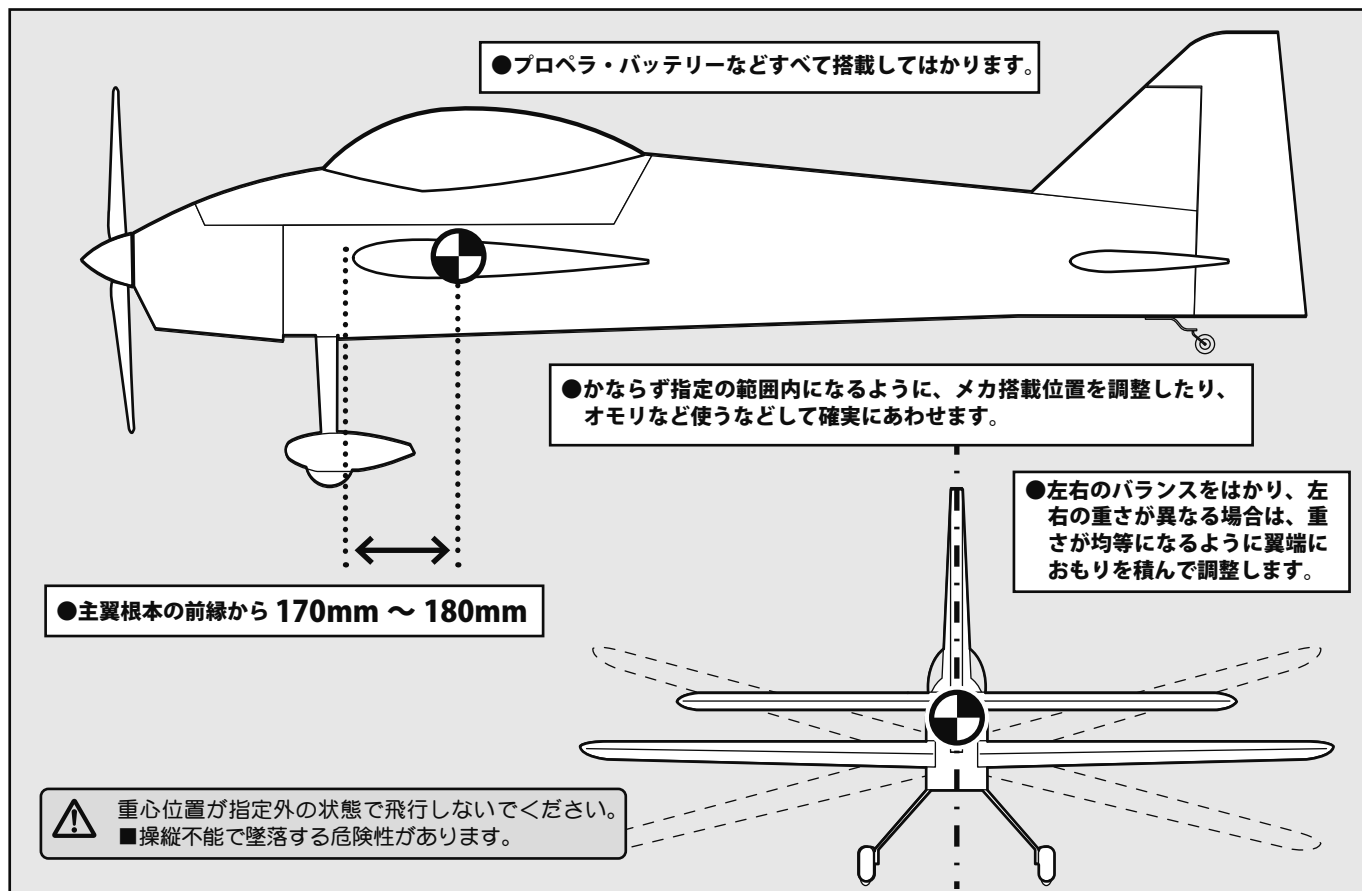 ●プロペラ・バッテリーなどすべて搭載してはかります。
●かならず指定の範囲内になるように、メカ搭載位置を調整したり、
オモリなど使うなどして確実にあわせます。
●左右のバランスをはかり、左
右の重さが異なる場合は、重
さが均等になるように翼端に
おもりを積んで調整します。
●主翼根本の前縁から 170mm 〜 180mm
重心位置が指定外の状態で飛行しないでください。
■操縦不能で墜落する危険性があります。